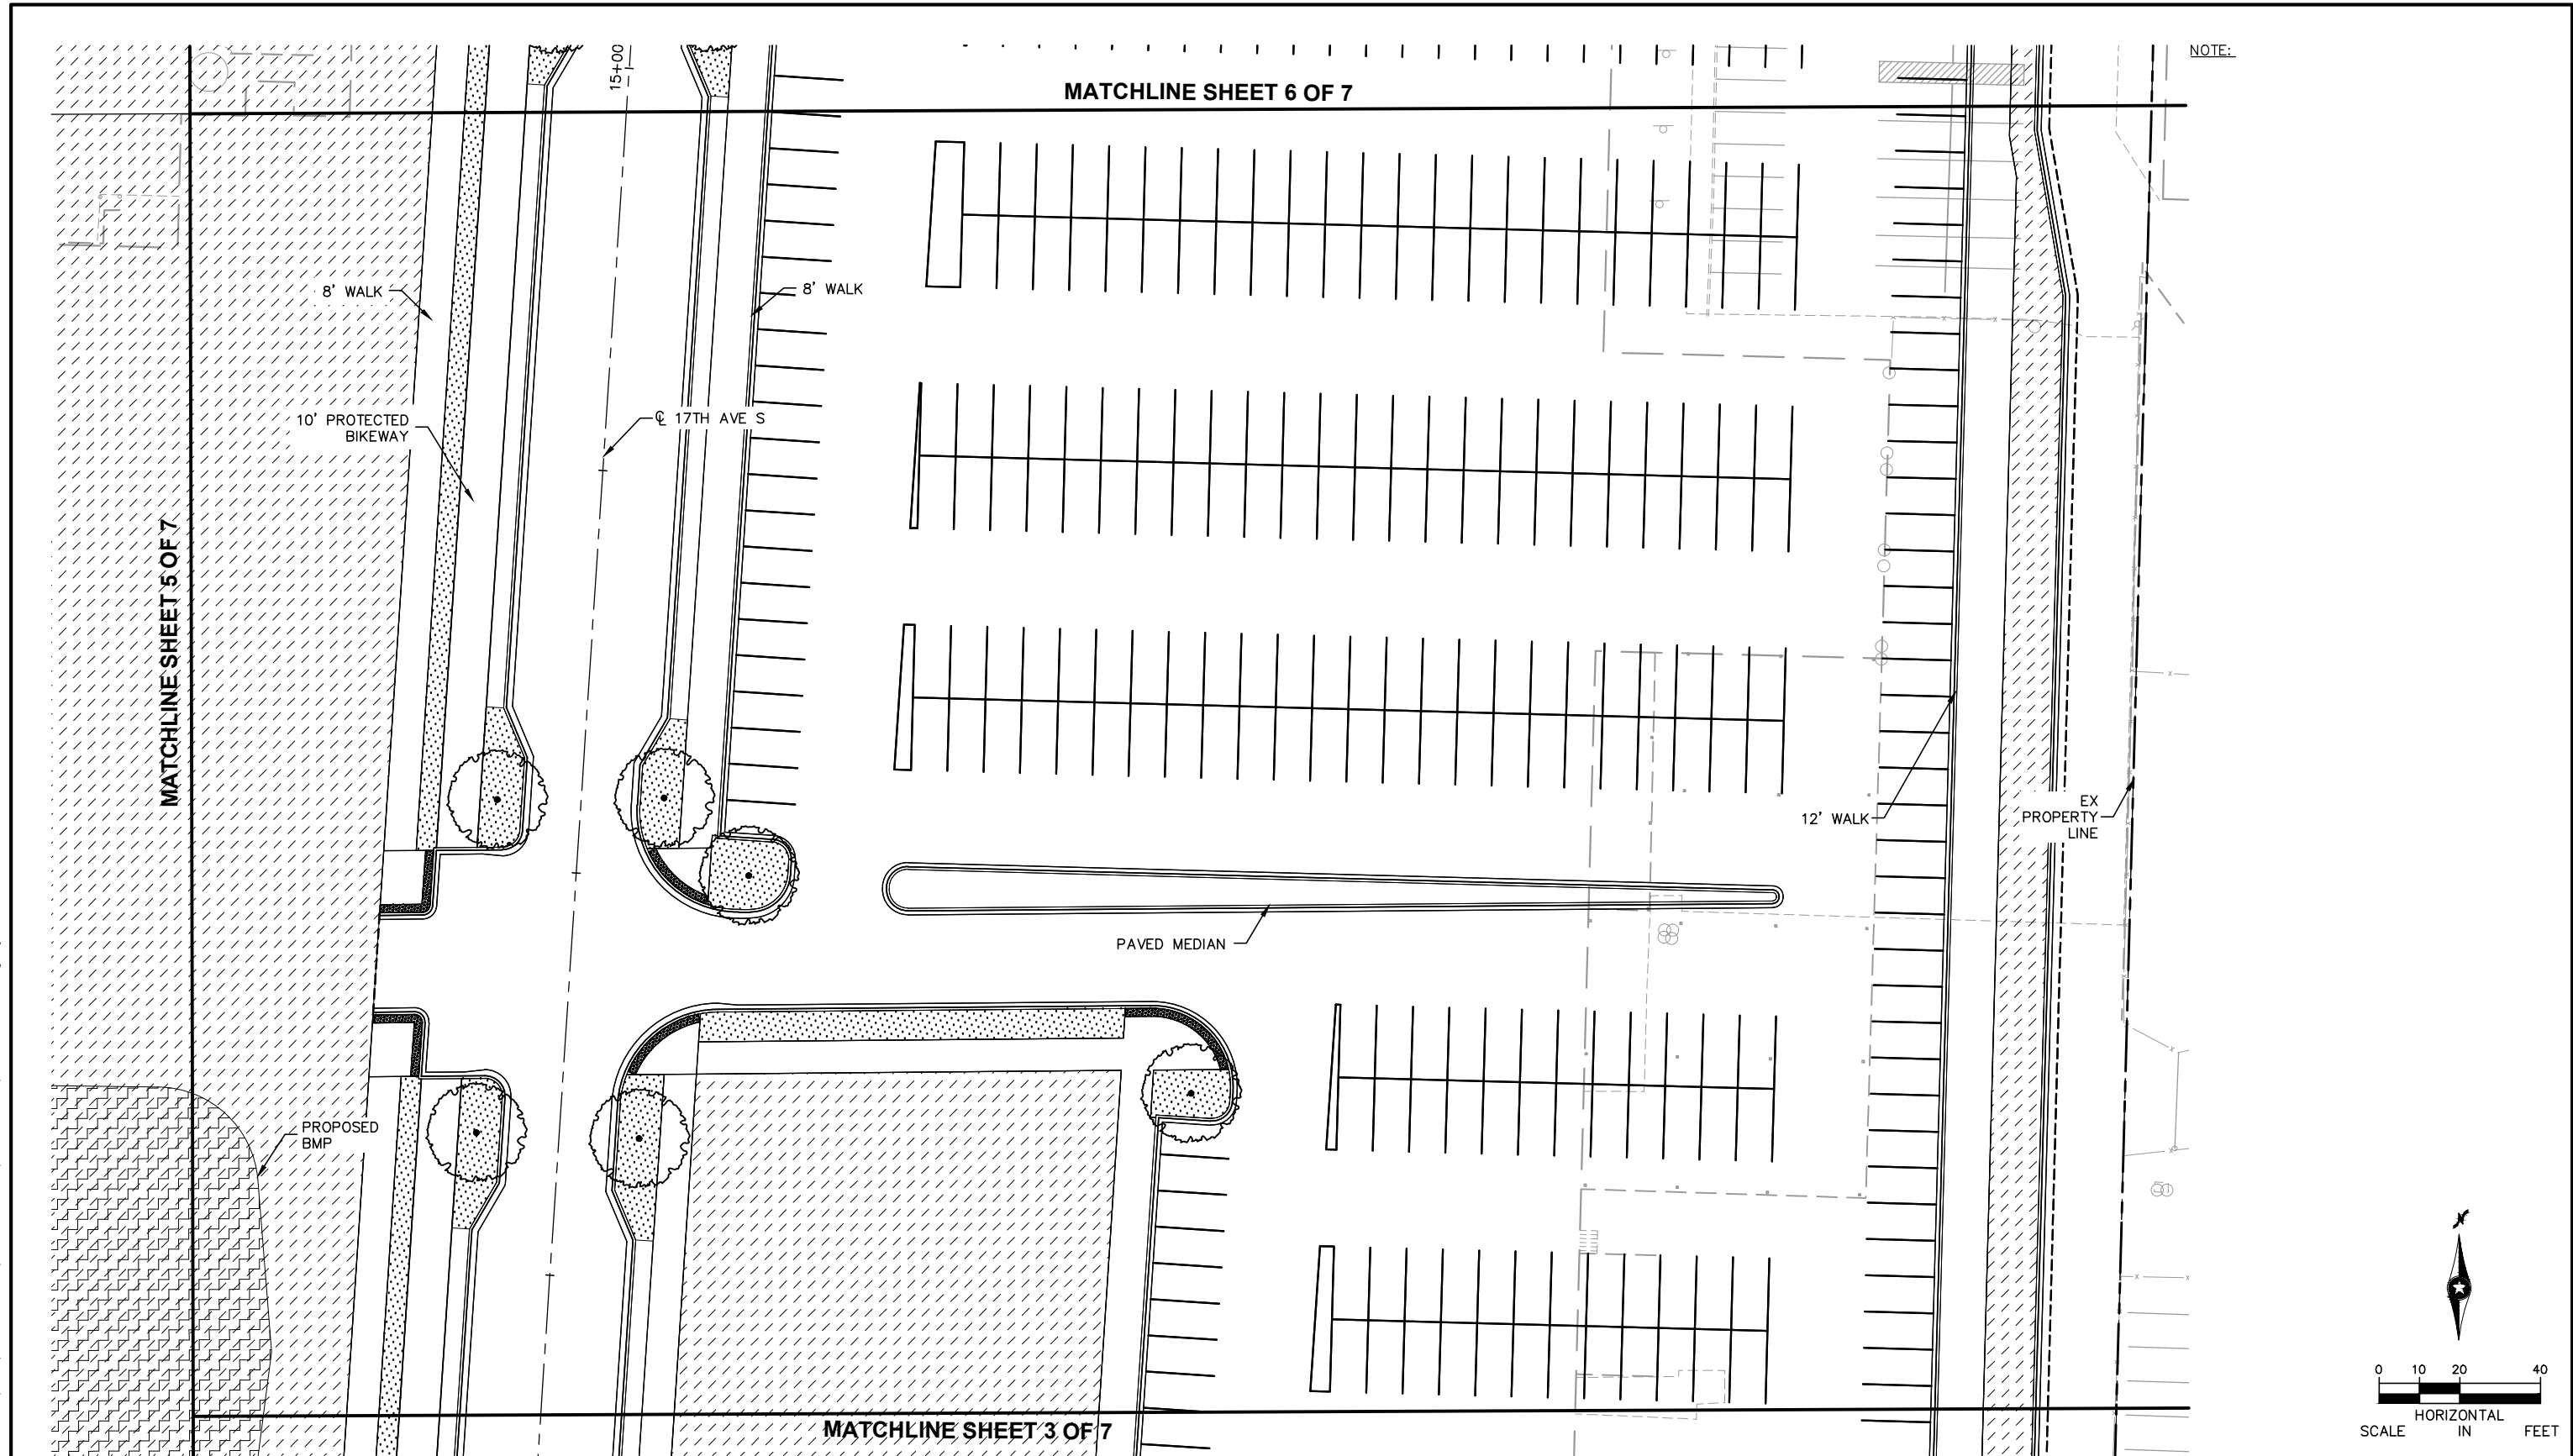 NOTE:
15+00
MATCHLINE SHEET 6 OF 7
8' WALK
8' WALK
10' PROTECTED
BIKEWAY
℄ 17TH AVE S
MATCHLINE SHEET 5 OF 7
12' WALK
EX
PROPERTY
LINE
PAVED MEDIAN
PROPOSED
BMP
MATCHLINE SHEET 3 OF 7
N
0 10 20 40
HORIZONTAL
SCALE IN FEET